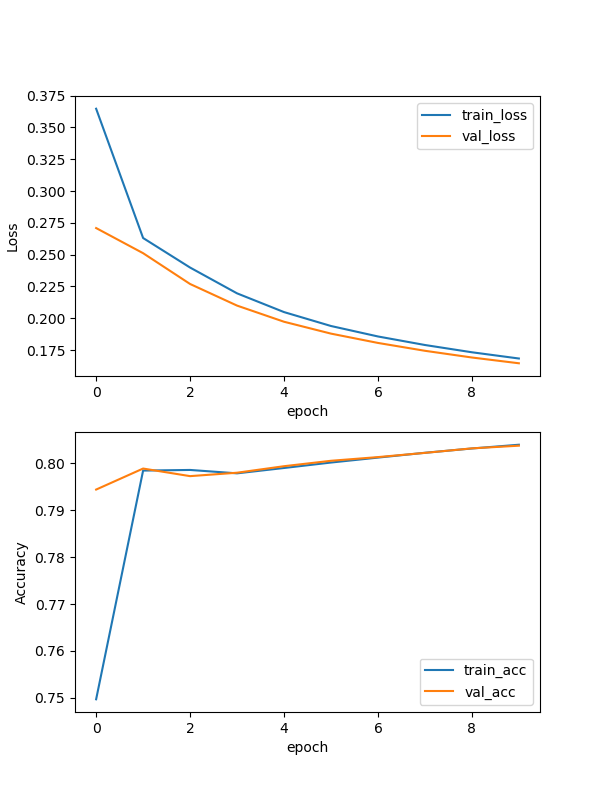 0.375
0.350
0.325
0.300
0.275
0.250
0.225
0.200
0.175
Loss
train_loss
val_loss
0 2 4 6 8
epoch
0.80
0.79
0.78
0.77
0.76
0.75
Accuracy
train_acc
val_acc
0 2 4 6 8
epoch